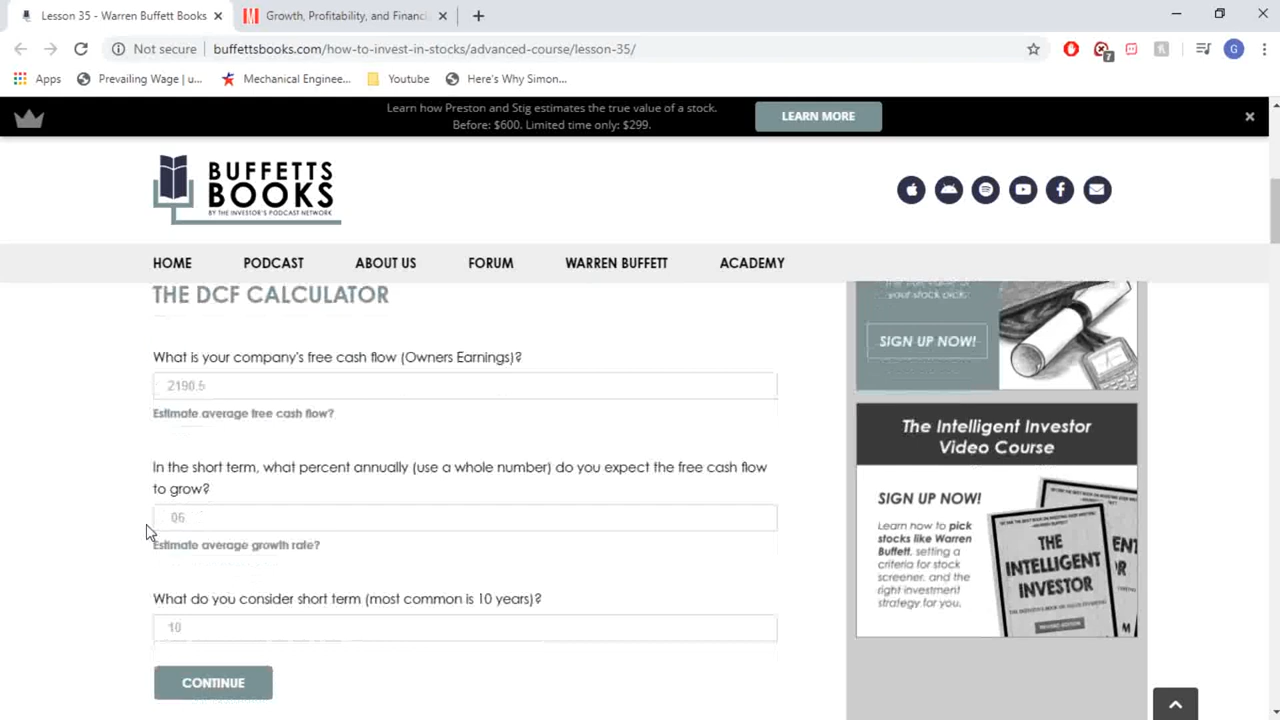 Lesson 35 - Warren Buffett Books
Growth, Profitability, and Financi
Not secure
buffettsbooks.com/how-to-invest-in-stocks/advanced-course/lesson-35/
7
G
Apps
Prevailing Wage | u...
Mechanical Enginee...
Youtube
Here's Why Simon...
Learn how Preston and Stig estimates the true value of a stock.
Before: $600. Limited time only: $299.
LEARN MORE
BUFFETTS
BOOKS
BY THE INVESTOR'S PODCAST NETWORK
HOME
PODCAST
ABOUT US
FORUM
WARREN BUFFETT
ACADEMY
THE DCF CALCULATOR
What is your company's free cash flow (Owners Earnings)?
2190.5
Estimate average free cash flow?
In the short term, what percent annually (use a whole number) do you expect the free cash flow
to grow?
06
Estimate average growth rate?
What do you consider short term (most common is 10 years)?
10
CONTINUE
your stock picks
SIGN UP NOW!
The Intelligent Investor
Video Course
SIGN UP NOW!
Learn how to pick
stocks like Warren
Buffett, setting a
criteria for stock
screener, and the
right investment
strategy for you.
THE
INTELLIGENT
INVESTOR